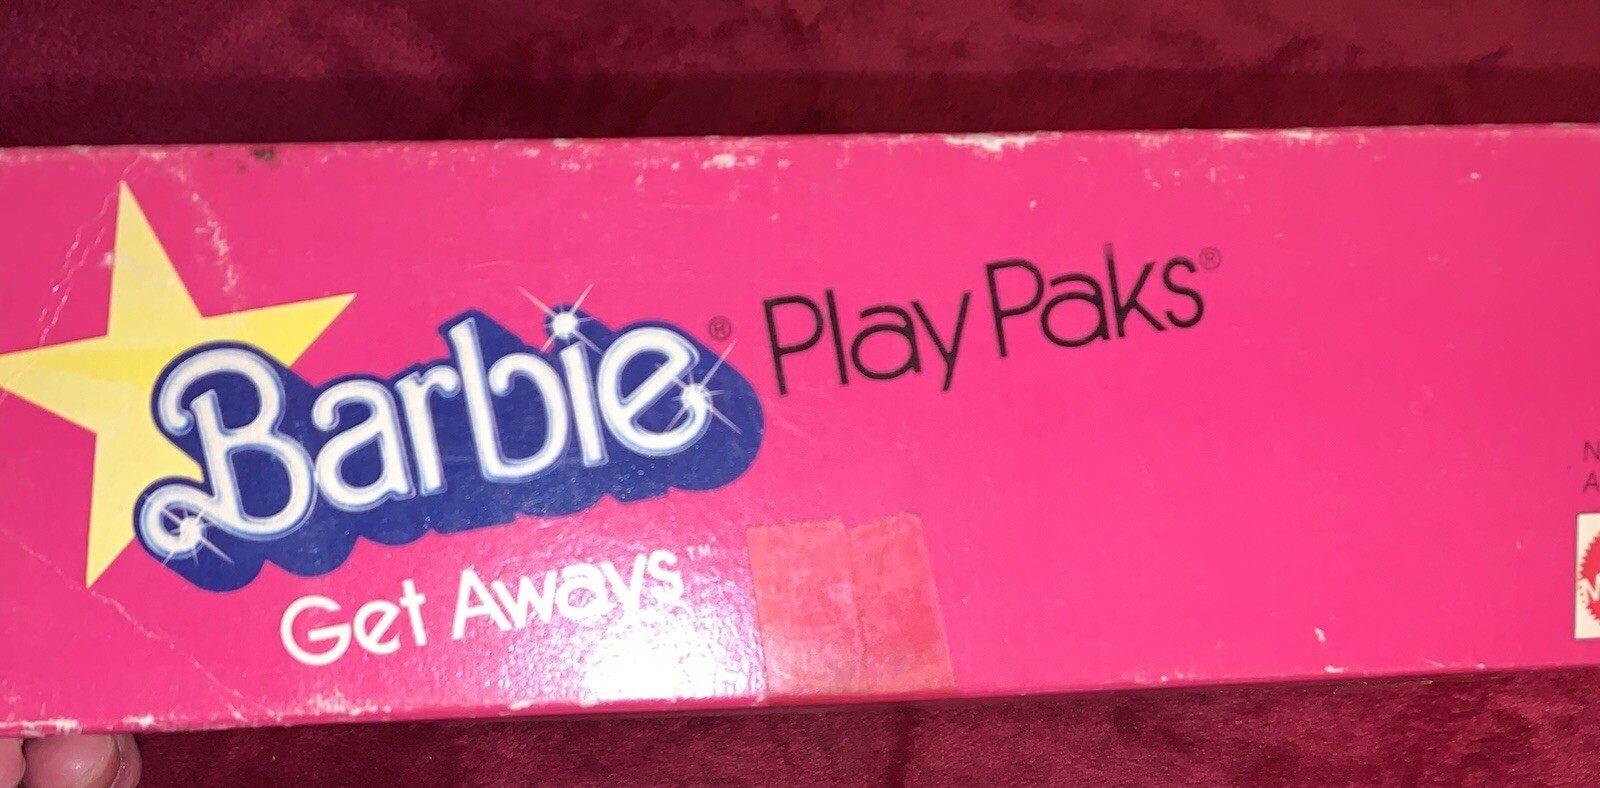 Barbie® Play Paks®
Get Aways™